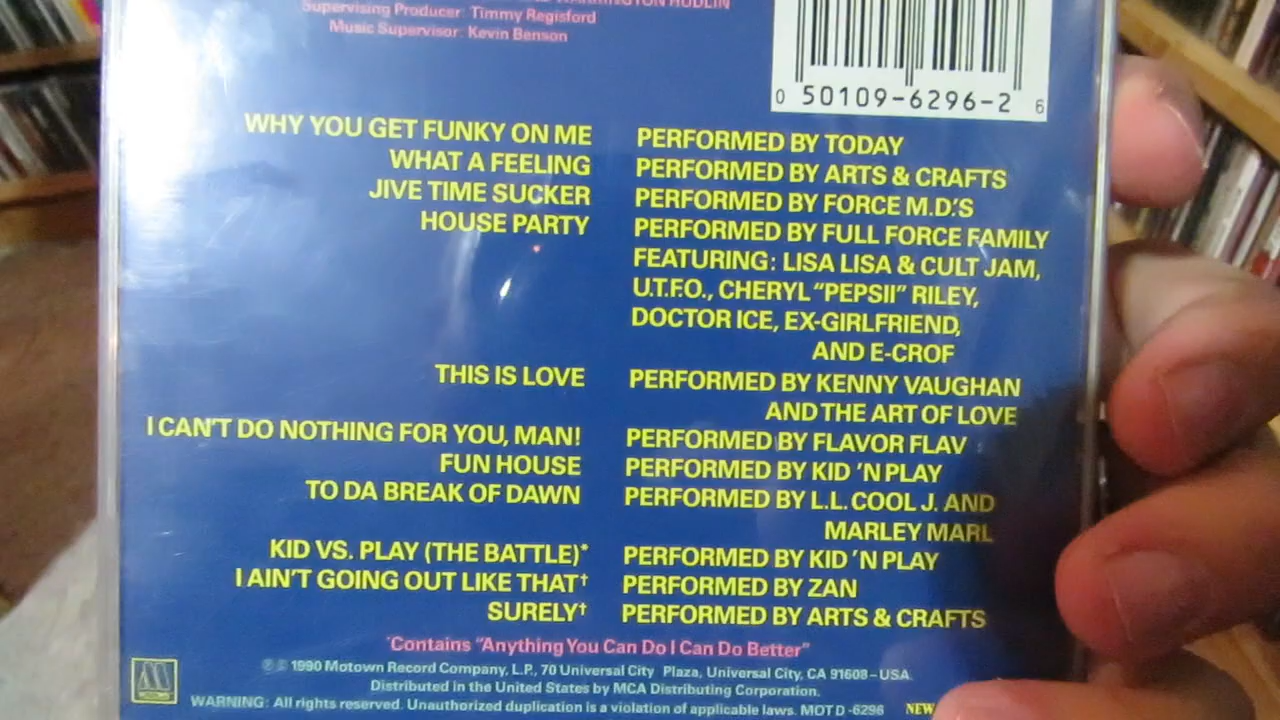 WARRINGTON HUDLIN
Supervising Producer: Timmy Regisford
Music Supervisor: Kevin Benson
0 50109-6296-2 6
WHY YOU GET FUNKY ON ME PERFORMED BY TODAY
WHAT A FEELING PERFORMED BY ARTS & CRAFTS
JIVE TIME SUCKER PERFORMED BY FORCE M.D.'S
HOUSE PARTY PERFORMED BY FULL FORCE FAMILY
FEATURING: LISA LISA & CULT JAM,
U.T.F.O., CHERYL "PEPSII" RILEY,
DOCTOR ICE, EX-GIRLFRIEND,
AND E-CROF
THIS IS LOVE PERFORMED BY KENNY VAUGHAN
AND THE ART OF LOVE
I CAN'T DO NOTHING FOR YOU, MAN! PERFORMED BY FLAVOR FLAV
FUN HOUSE PERFORMED BY KID 'N PLAY
TO DA BREAK OF DAWN PERFORMED BY L.L. COOL J. AND
MARLEY MARL
KID VS. PLAY (THE BATTLE)* PERFORMED BY KID 'N PLAY
I AIN'T GOING OUT LIKE THAT† PERFORMED BY ZAN
SURELY† PERFORMED BY ARTS & CRAFTS
*Contains "Anything You Can Do I Can Do Better"
℗ © 1990 Motown Record Company, L.P., 70 Universal City Plaza, Universal City, CA 91608-USA.
Distributed in the United States by MCA Distributing Corporation.
WARNING: All rights reserved. Unauthorized duplication is a violation of applicable laws. MOTD-6296 NEW